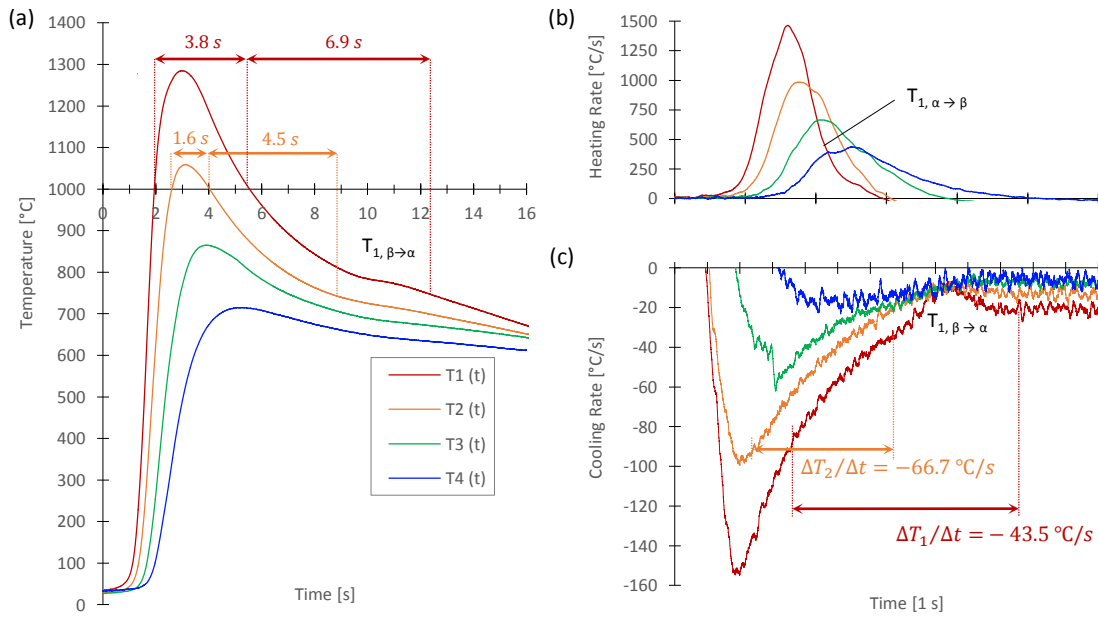 (a)
1400
1300
1200
1100
1000
900
800
700
600
500
400
300
200
100
0
Temperature [°C]
3.8 s
6.9 s
1.6 s
4.5 s
0
2
4
6
8
10
12
14
16
T1, β→α
T1 (t)
T2 (t)
T3 (t)
T4 (t)
Time [s]
(b)
1500
1250
1000
750
500
250
0
Heating Rate [°C/s]
T1, α → β
(c)
0
-20
-40
-60
-80
-100
-120
-140
-160
Cooling Rate [°C/s]
T1, β → α
ΔT2/Δt = −66.7 °C/s
ΔT1/Δt = − 43.5 °C/s
Time [1 s]